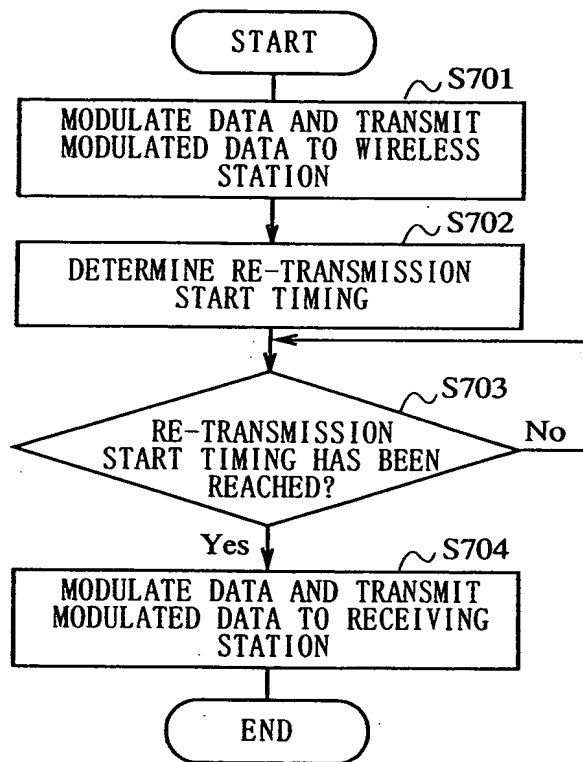 START
S701
MODULATE DATA AND TRANSMIT
MODULATED DATA TO WIRELESS
STATION
S702
DETERMINE RE-TRANSMISSION
START TIMING
S703
RE-TRANSMISSION
START TIMING HAS BEEN
REACHED?
No
Yes
S704
MODULATE DATA AND TRANSMIT
MODULATED DATA TO RECEIVING
STATION
END